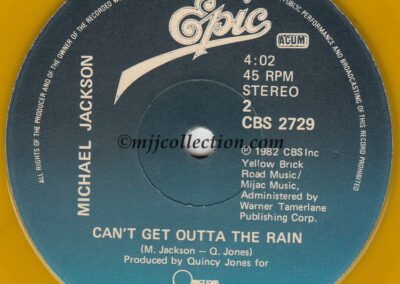 ALL RIGHTS OF THE PRODUCER AND OF THE OWNER OF THE RECORDED
PUBLIC PERFORMANCE AND BROADCASTING OF THIS RECORD PROHIBITED
Epic
ACUM
MICHAEL JACKSON
4:02
45 RPM
STEREO
2
CBS 2729
©mjjcollection.com
℗ 1982 CBS Inc
Yellow Brick
Road Music/
Mijac Music,
Administered by
Warner Tamerlane
Publishing Corp.
CAN'T GET OUTTA THE RAIN
(M. Jackson – Q. Jones)
Produced by Quincy Jones for